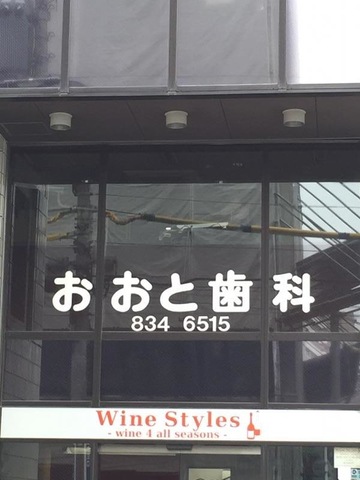 おおと歯科
834 6515
Wine Styles
- wine 4 all seasons -